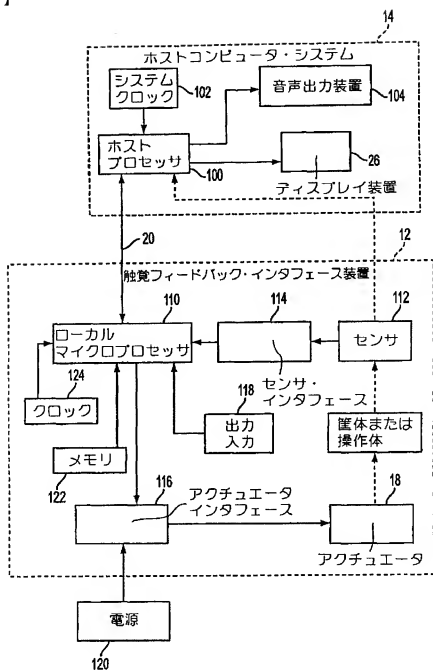 】
14
ホストコンピュータ・システム
システム
クロック
102
音声出力装置
104
ホスト
プロセッサ
100
26
ディスプレイ装置
20
12
触覚フィードバック・インタフェース装置
110
ローカル
マイクロプロセッサ
114
センサ・
インタフェース
112
センサ
124
クロック
118
出力
入力
筐体または
操作体
メモリ
122
116
アクチュエータ
インタフェース
18
アクチュエータ
電源
120